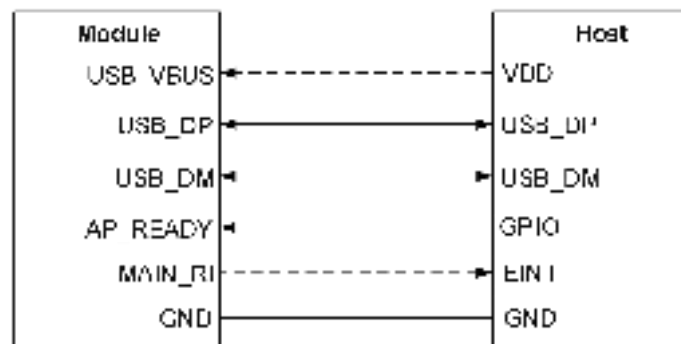 Module Host
USB_VBUS VDD
USB_DP USB_DP
USB_DM USB_DM
AP_READY GPIO
MAIN_RI EINT
GND GND